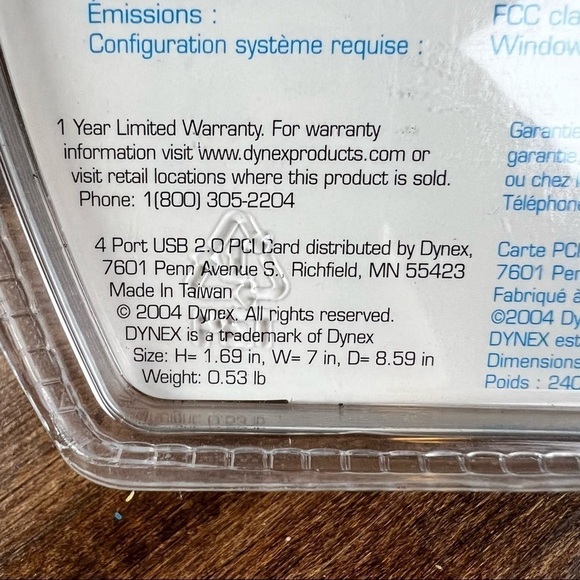 Émissions :
FCC cla
Configuration système requise :
Window
1 Year Limited Warranty. For warranty
information visit www.dynexproducts.com or
visit retail locations where this product is sold.
Phone: 1(800) 305-2204
Garantie
garantie,
ou chez l
Téléphone
4 Port USB 2.0 PCI Card distributed by Dynex,
7601 Penn Avenue S., Richfield, MN 55423
Made In Taiwan
© 2004 Dynex. All rights reserved.
DYNEX is a trademark of Dynex
Size: H= 1.69 in, W= 7 in, D= 8.59 in
Weight: 0.53 lb
Carte PCI
7601 Pen
Fabriqué à
©2004 Dy
DYNEX est
Dimensions
Poids : 240